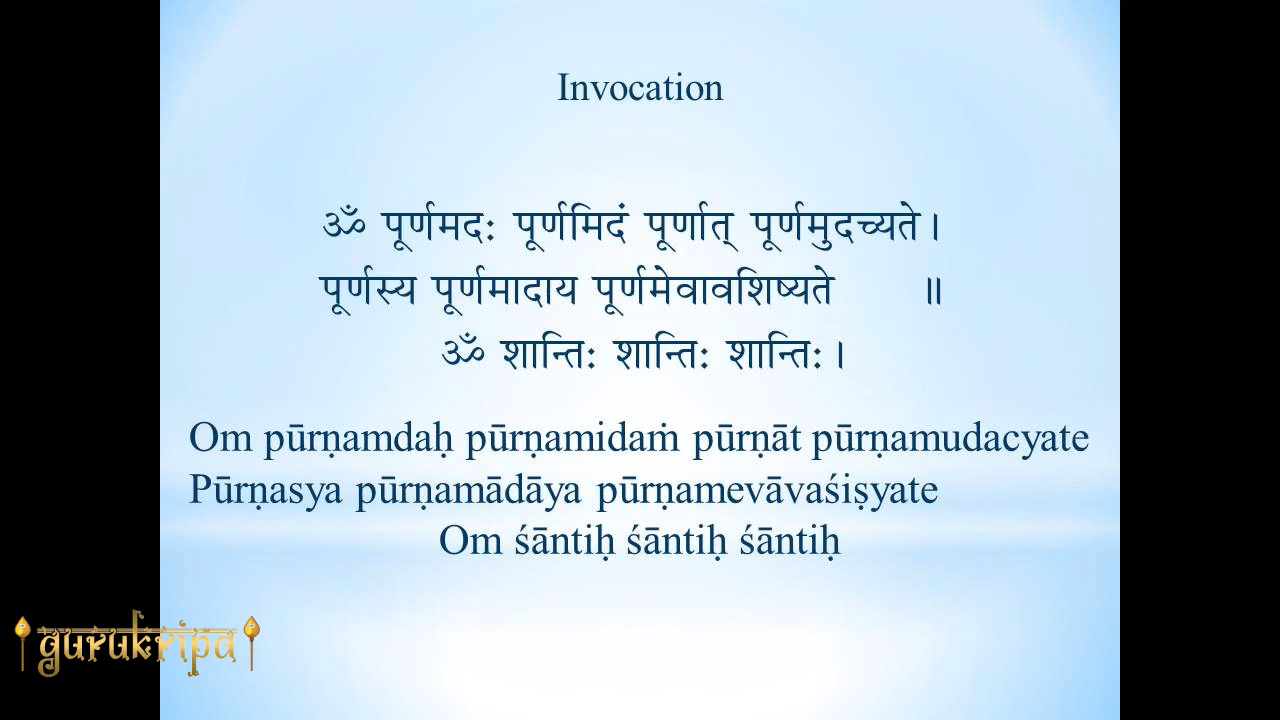 Invocation
ॐ पूर्णमदः पूर्णमिदं पूर्णात् पूर्णमुदच्यते।
पूर्णस्य पूर्णमादाय पूर्णमेवावशिष्यते ॥
ॐ शान्तिः शान्तिः शान्तिः।
Om pūrṇamdaḥ pūrṇamidaṁ pūrṇāt pūrṇamudacyate
Pūrṇasya pūrṇamādāya pūrṇamevāvaśiṣyate
Om śāntiḥ śāntiḥ śāntiḥ
gurukripa